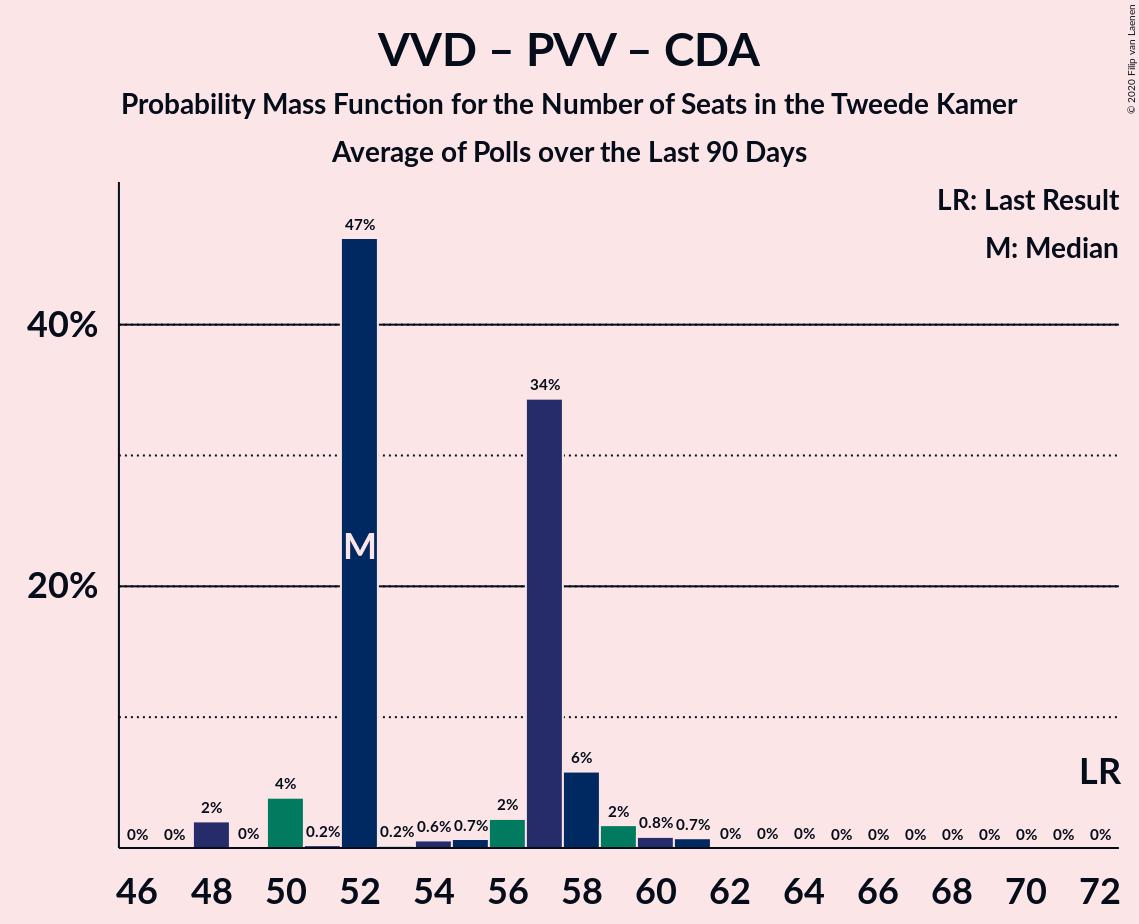 VVD – PVV – CDA
Probability Mass Function for the Number of Seats in the Tweede Kamer
Average of Polls over the Last 90 Days
© 2020 Filip van Laenen
LR: Last Result
M: Median
40%
20%
0% 0% 2% 0% 4% 0.2% 47% 0.2% 0.6% 0.7% 2% 34% 6% 2% 0.8% 0.7% 0% 0% 0% 0% 0% 0% 0% 0% 0% 0% 0%
M
LR
46 48 50 52 54 56 58 60 62 64 66 68 70 72